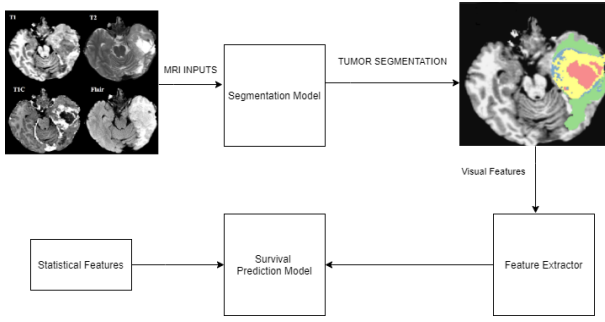 T1
T2
T1C
Flair
MRI INPUTS
Segmentation Model
TUMOR SEGMENTATION
Visual Features
Feature Extractor
Survival
Prediction Model
Statistical Features